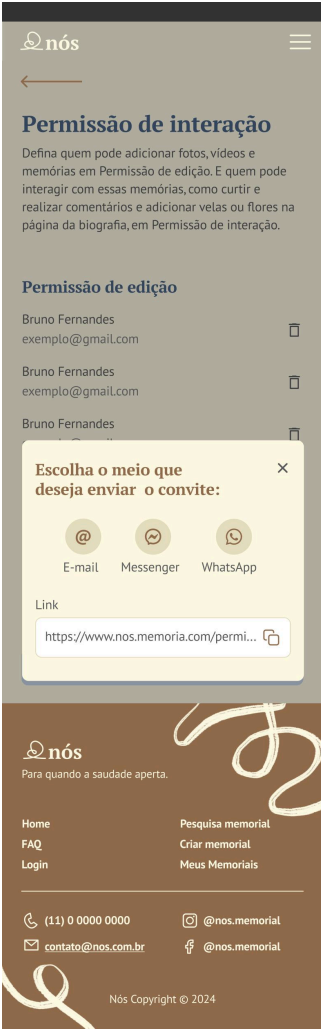 nós
Permissão de interação
Defina quem pode adicionar fotos, vídeos e
memórias em Permissão de edição. E quem pode
interagir com essas memórias, como curtir e
realizar comentários e adicionar velas ou flores na
página da biografia, em Permissão de interação.
Permissão de edição
Bruno Fernandes
exemplo@gmail.com
Bruno Fernandes
exemplo@gmail.com
Bruno Fernandes
Escolha o meio que
deseja enviar o convite:
@
E-mail
Messenger
WhatsApp
Link
https://www.nos.memoria.com/permi...
nós
Para quando a saudade aperta.
Home
FAQ
Login
Pesquisa memorial
Criar memorial
Meus Memoriais
(11) 0 0000 0000
contato@nos.com.br
@nos.memorial
@nos.memorial
Nós Copyright © 2024